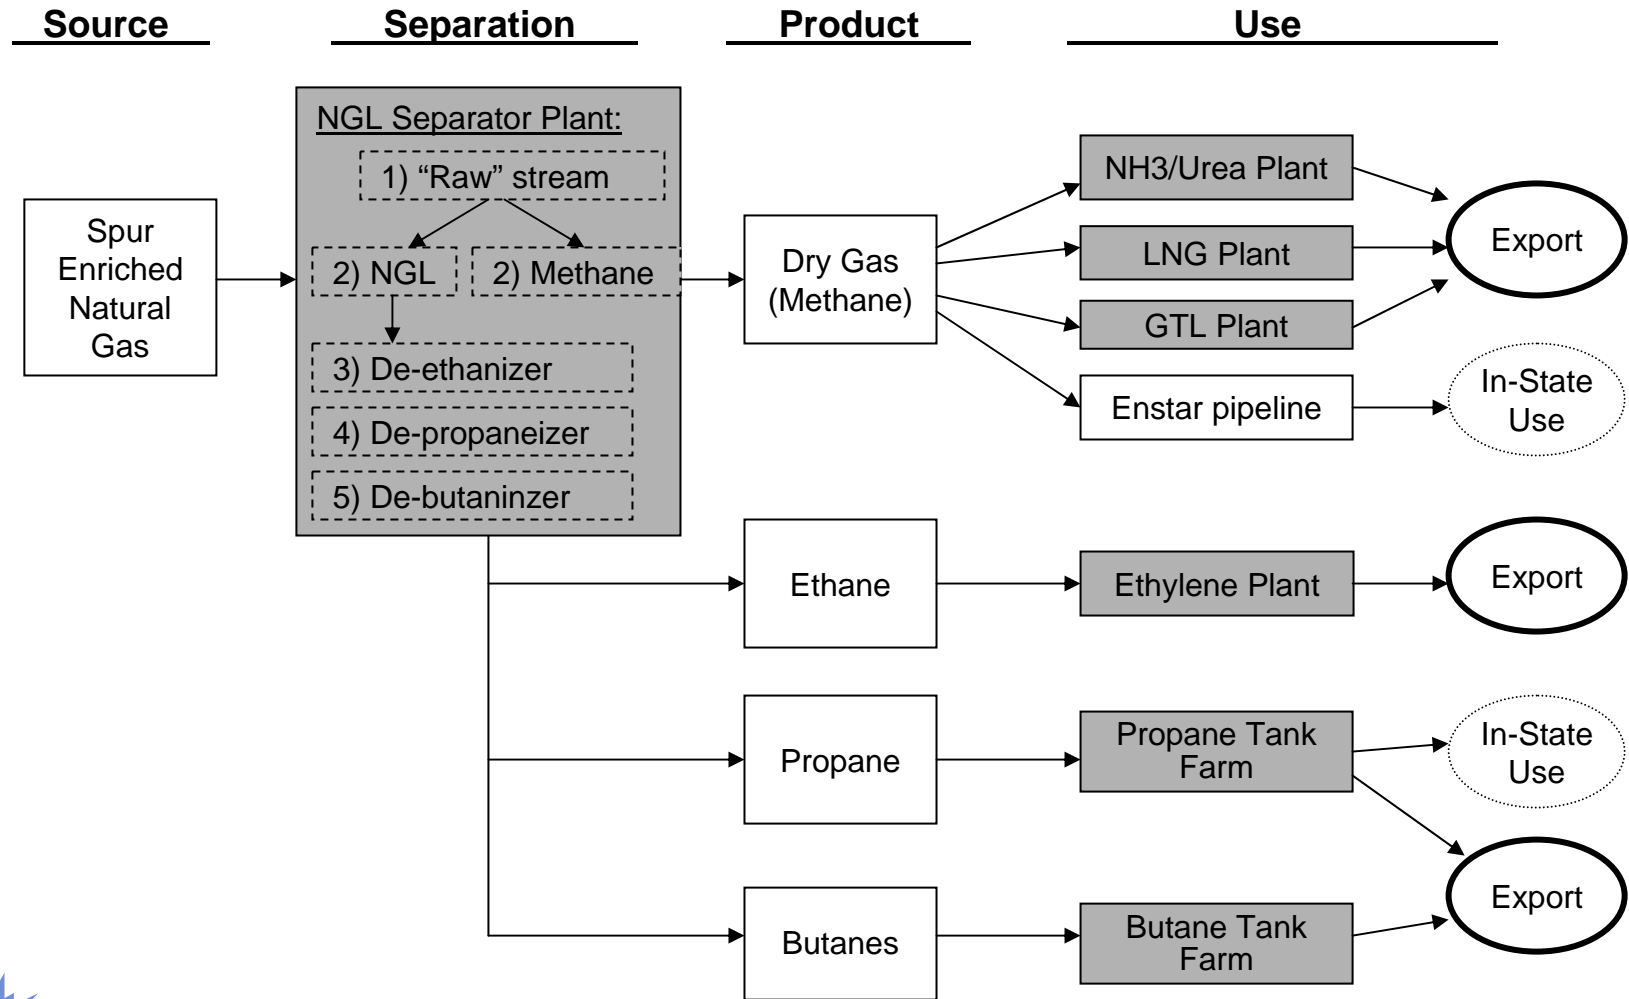 Source
Separation
Product
Use
Spur
Enriched
Natural
Gas
NGL Separator Plant:
1) “Raw” stream
2) NGL
2) Methane
3) De-ethanizer
4) De-propaneizer
5) De-butaninzer
Dry Gas
(Methane)
NH3/Urea Plant
LNG Plant
GTL Plant
Enstar pipeline
Export
In-State
Use
Ethane
Ethylene Plant
Export
Propane
Propane Tank
Farm
In-State
Use
Butanes
Butane Tank
Farm
Export